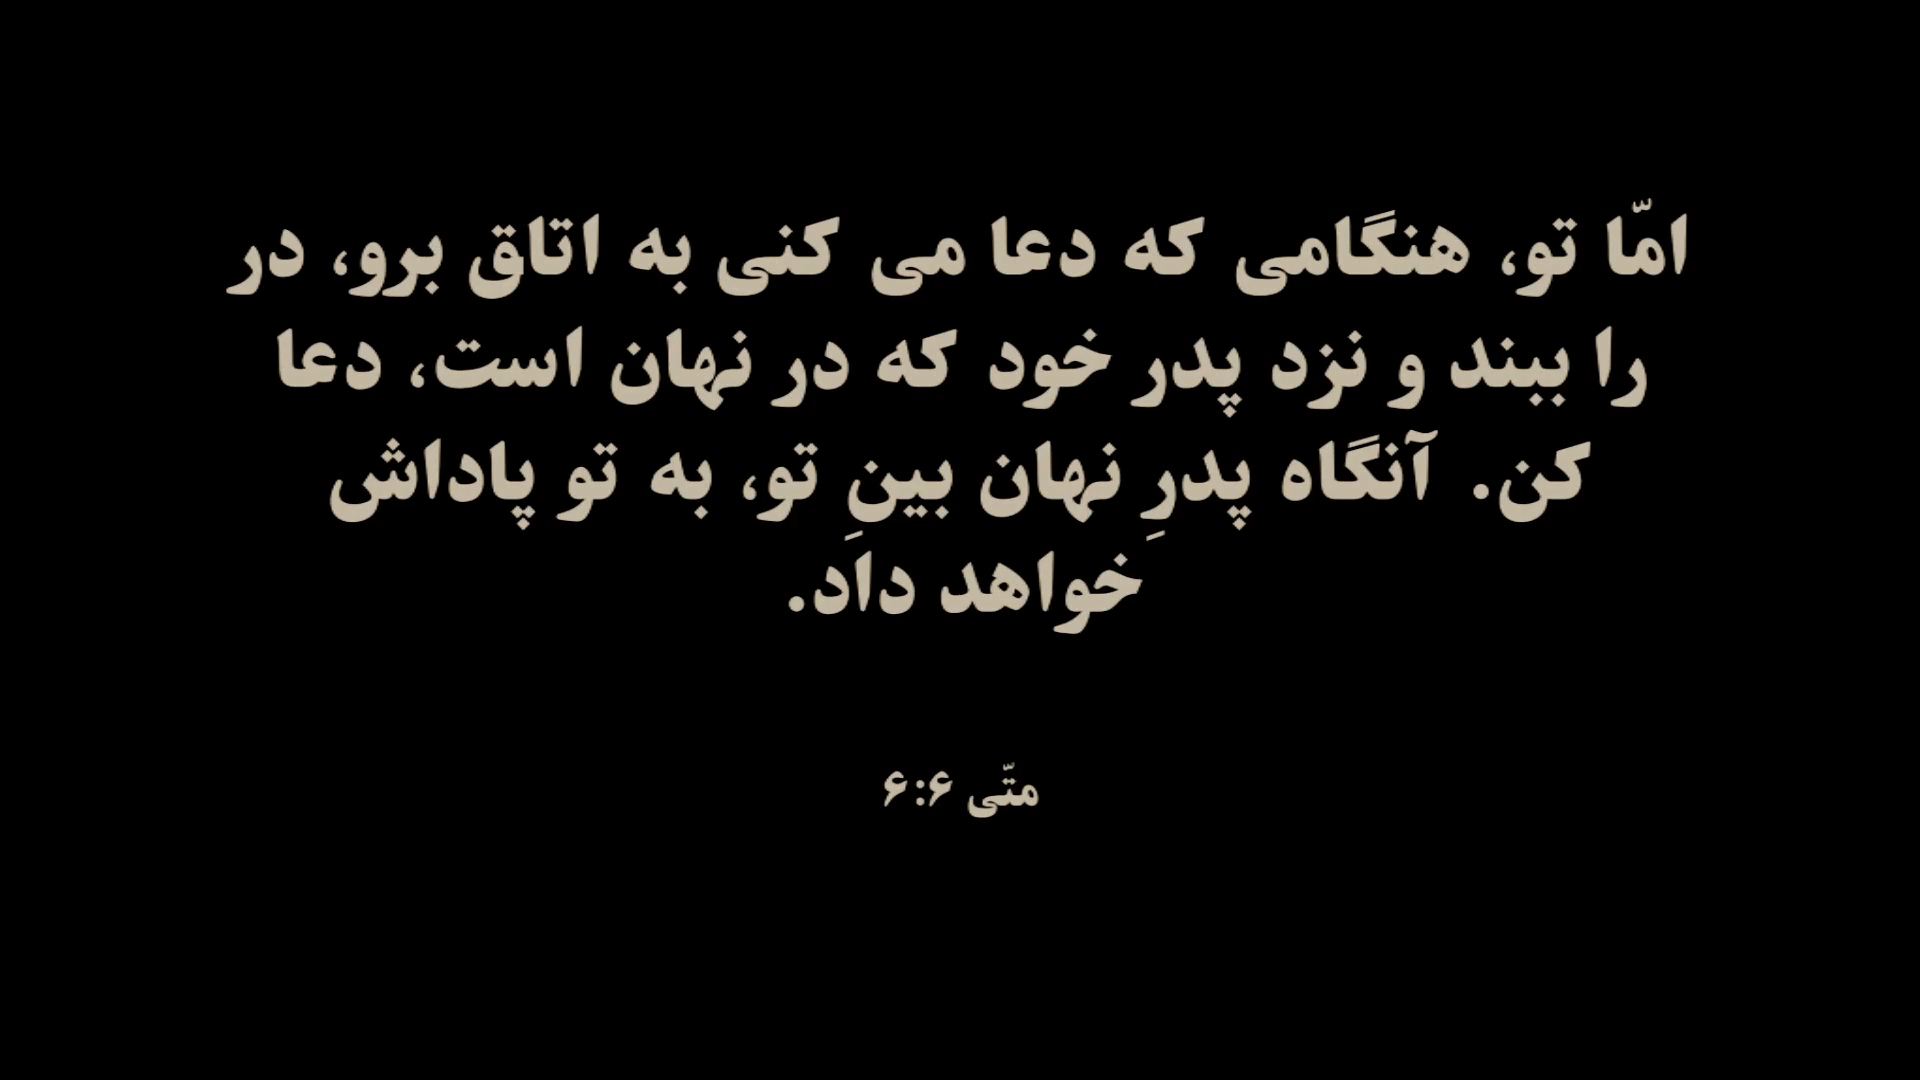 امّا تو، هنگامی که دعا می کنی به اتاق برو، در
را ببند و نزد پدر خود که در نهان است، دعا
کن. آنگاه پدرِ نهان بینِ تو، به تو پاداش
خواهد داد.
متّی ۶:۶